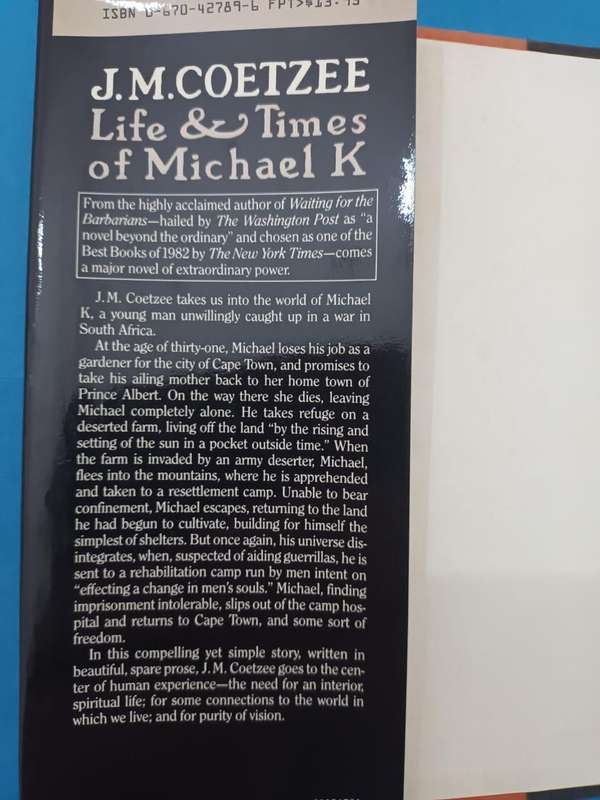 ISBN 0-670-42789-6 FPT>$13.95
J.M.COETZEE
Life & Times
of Michael K
From the highly acclaimed author of Waiting for the
Barbarians—hailed by The Washington Post as "a
novel beyond the ordinary" and chosen as one of the
Best Books of 1982 by The New York Times—comes
a major novel of extraordinary power.
J.M. Coetzee takes us into the world of Michael
K, a young man unwillingly caught up in a war in
South Africa.
At the age of thirty-one, Michael loses his job as a
gardener for the city of Cape Town, and promises to
take his ailing mother back to her home town of
Prince Albert. On the way there she dies, leaving
Michael completely alone. He takes refuge on a
deserted farm, living off the land "by the rising and
setting of the sun in a pocket outside time." When
the farm is invaded by an army deserter, Michael,
flees into the mountains, where he is apprehended
and taken to a resettlement camp. Unable to bear
confinement, Michael escapes, returning to the land
he had begun to cultivate, building for himself the
simplest of shelters. But once again, his universe dis-
integrates, when, suspected of aiding guerrillas, he is
sent to a rehabilitation camp run by men intent on
"effecting a change in men's souls." Michael, finding
imprisonment intolerable, slips out of the camp hos-
pital and returns to Cape Town, and some sort of
freedom.
In this compelling yet simple story, written in
beautiful, spare prose, J.M. Coetzee goes to the cen-
ter of human experience—the need for an interior,
spiritual life; for some connections to the world in
which we live; and for purity of vision.